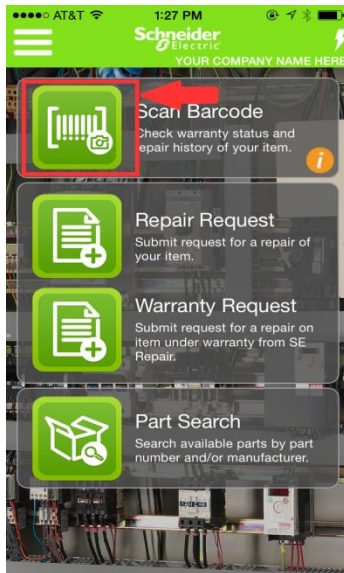 AT&T 1:27 PM
Schneider
Electric
YOUR COMPANY NAME HERE
Scan Barcode
Check warranty status and
repair history of your item.
i
Repair Request
Submit request for a repair of
your item.
Warranty Request
Submit request for a repair on
item under warranty from SE
Repair.
Part Search
Search available parts by part
number and/or manufacturer.